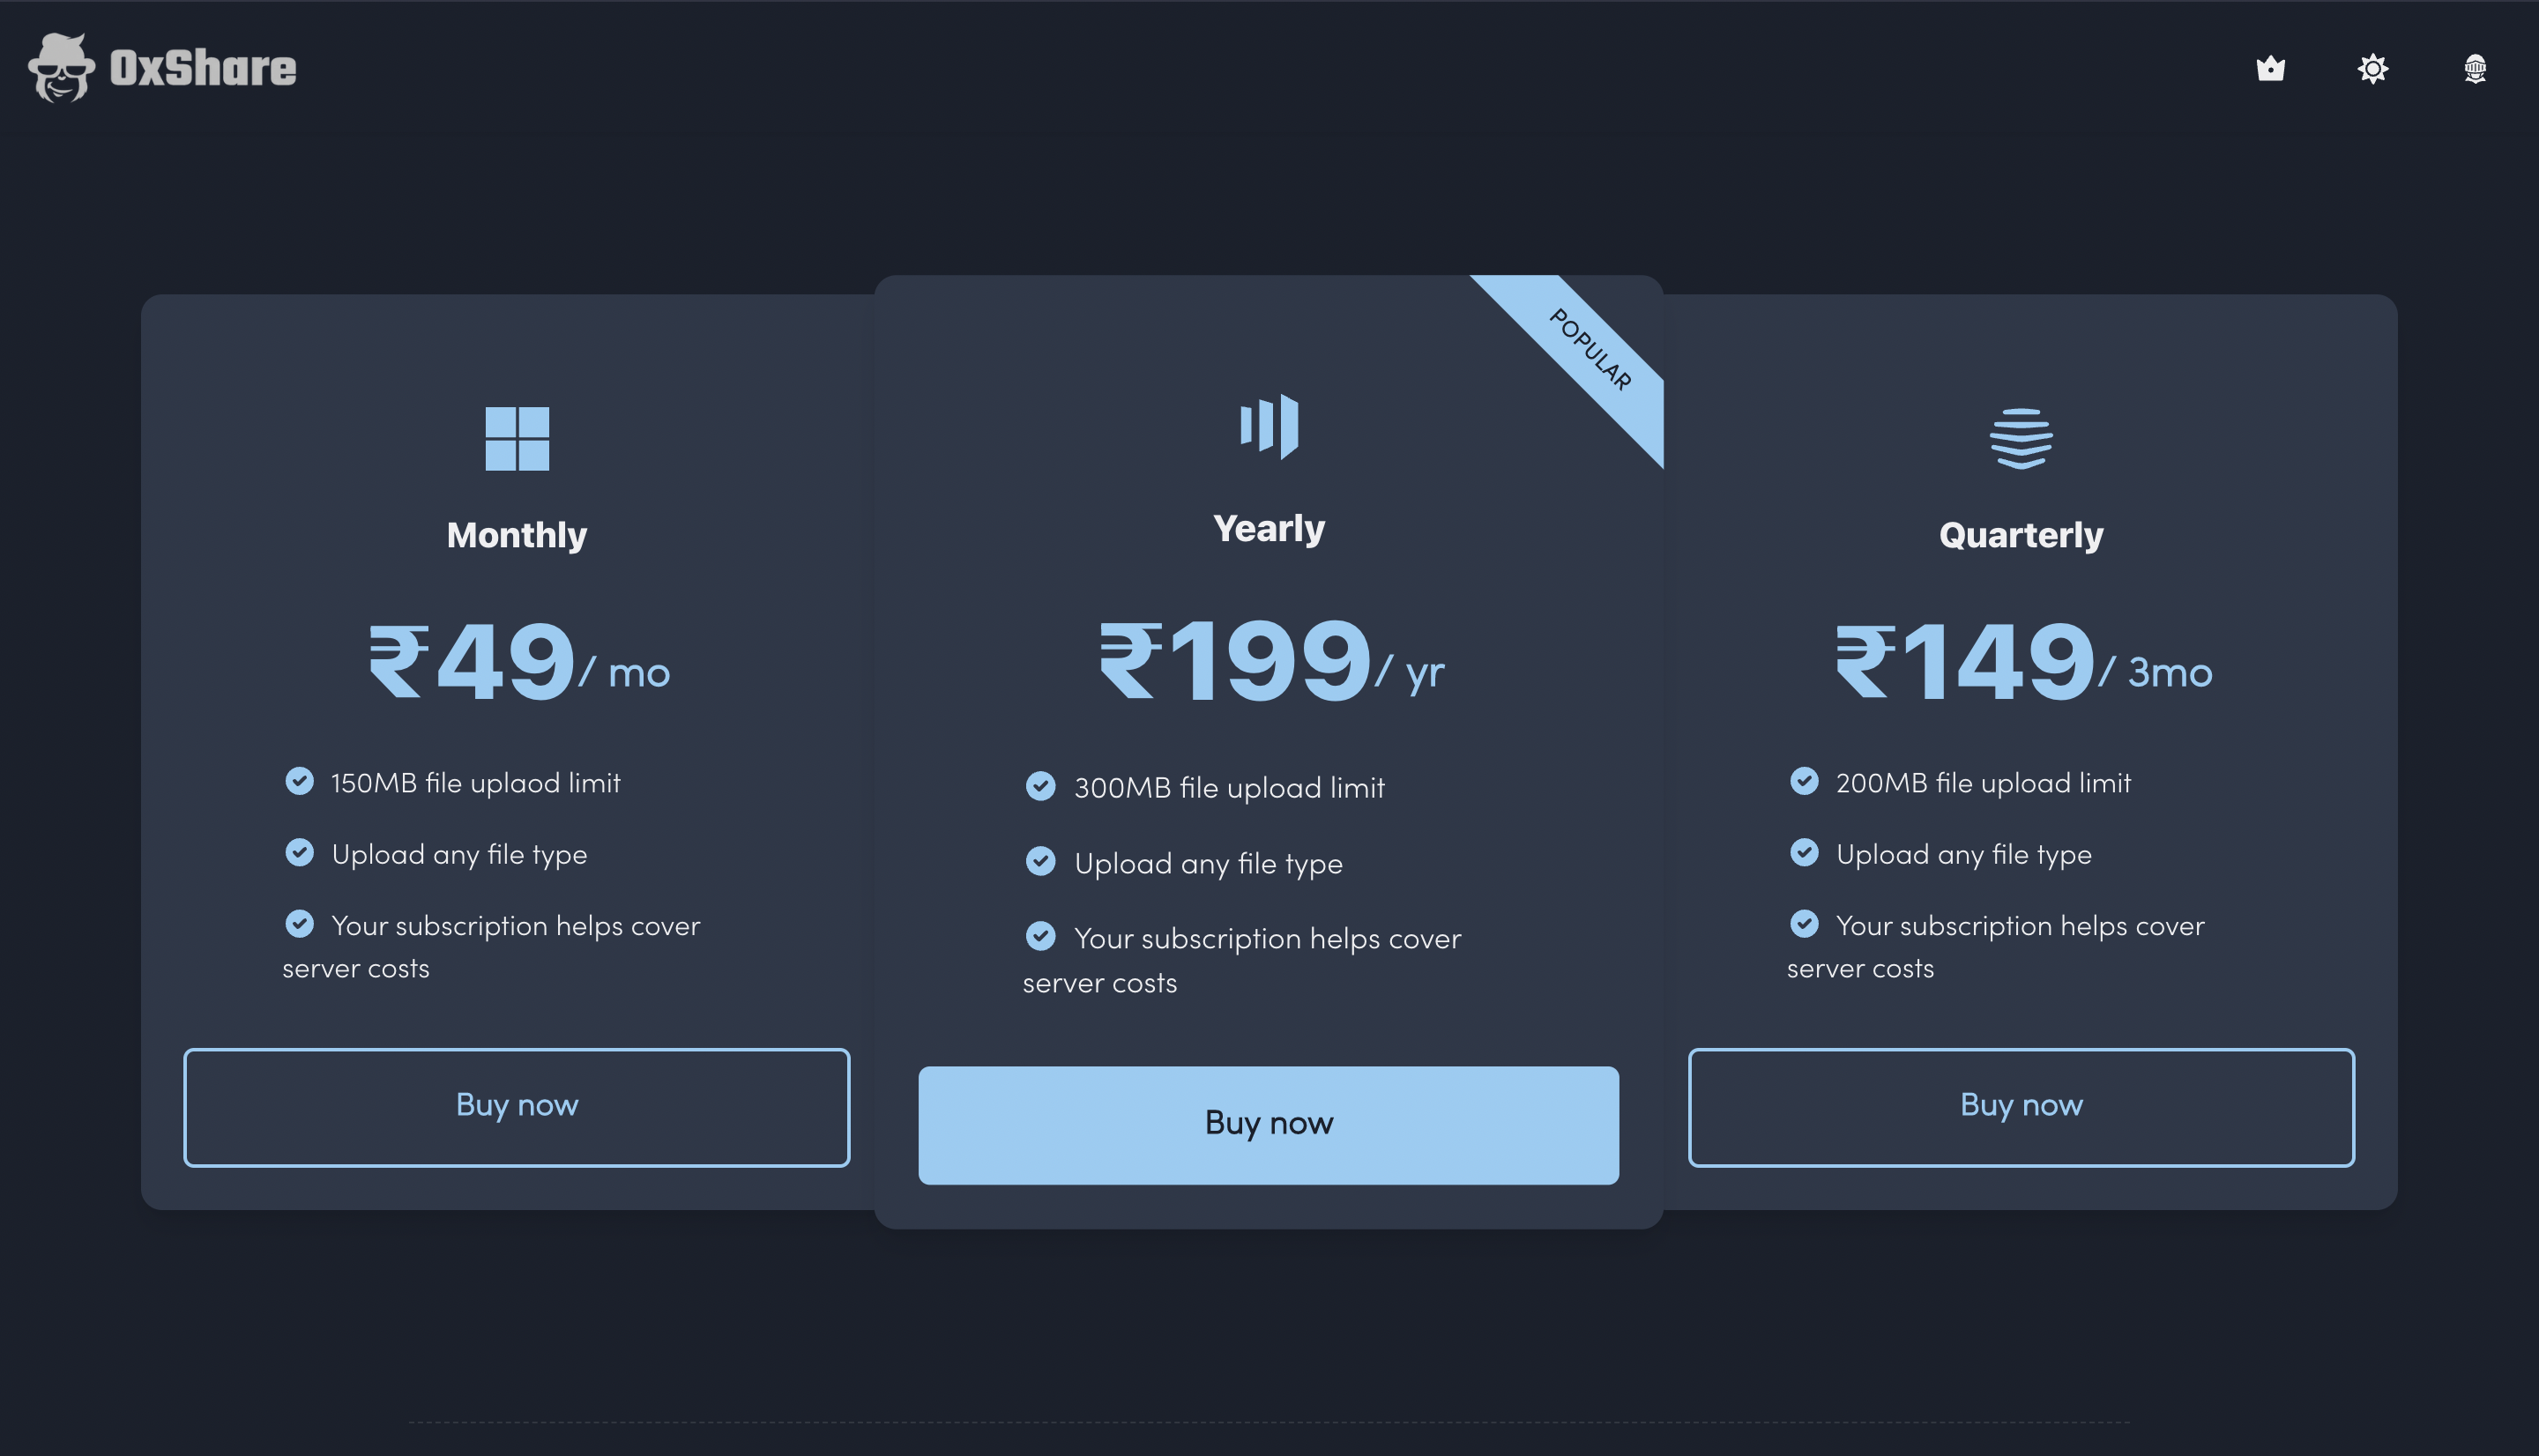 0xShare
POPULAR
Monthly
₹49/ mo
150MB file uplaod limit
Upload any file type
Your subscription helps cover
server costs
Buy now
Yearly
₹199/ yr
300MB file upload limit
Upload any file type
Your subscription helps cover
server costs
Buy now
Quarterly
₹149/ 3mo
200MB file upload limit
Upload any file type
Your subscription helps cover
server costs
Buy now